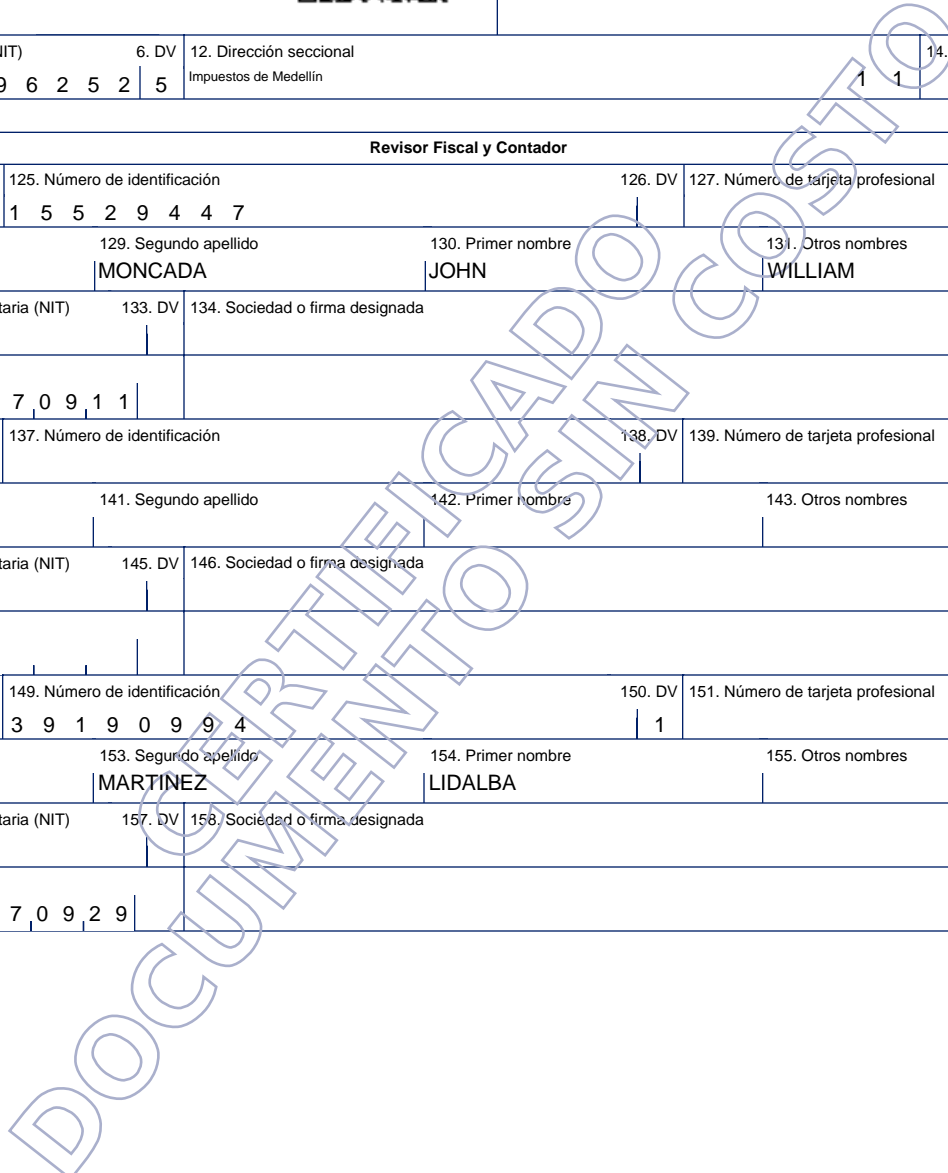 6. DV 12. Dirección seccional 14.
6 2 5 2 5 Impuestos de Medellín 1 1
Revisor Fiscal y Contador
125. Número de identificación 126. DV 127. Número de tarjeta profesional
1 5 5 2 9 4 4 7
129. Segundo apellido 130. Primer nombre 131. Otros nombres
MONCADA JOHN WILLIAM
(NIT) 133. DV 134. Sociedad o firma designada
7 0 9 1 1
137. Número de identificación 138. DV 139. Número de tarjeta profesional
141. Segundo apellido 142. Primer nombre 143. Otros nombres
(NIT) 145. DV 146. Sociedad o firma designada
149. Número de identificación 150. DV 151. Número de tarjeta profesional
3 9 1 9 0 9 9 4 1
153. Segundo apellido 154. Primer nombre 155. Otros nombres
MARTINEZ LIDALBA
(NIT) 157. DV 158. Sociedad o firma designada
7 0 9 2 9
CERTIFICADO
DOCUMENTO SIN COSTO